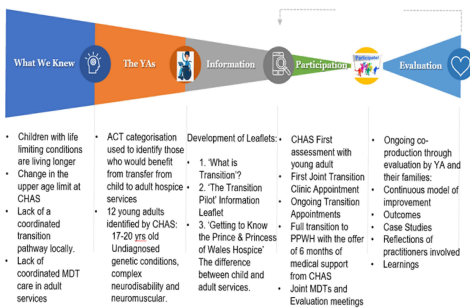 What We Knew
The YAs
Information
Participation
Participate!
Evaluation
• Children with life
limiting conditions
are living longer
• Change in the
upper age limit at
CHAS
• Lack of a
coordinated
transition
pathway locally.
• Lack of
coordinated MDT
care in adult
services
• ACT categorisation
used to identify those
who would benefit
from transfer from
child to adult hospice
services
• 12 young adults
identified by CHAS:
17-20 yrs old
Undiagnosed
genetic conditions,
complex
neurodisability and
neuromuscular.
Development of Leaflets:
• 1. 'What is
Transition'?
• 2. 'The Transition
Pilot' Information
Leaflet
• 3. 'Getting to Know
the Prince & Princess
of Wales Hospice'
The difference
between child and
adult services.
• CHAS First
assessment with
young adult
• First Joint Transition
Clinic Appointment
• Ongoing Transition
Appointments
• Full transition to
PPWH with the offer
of 6 months of
medical support
from CHAS
• Joint MDTs and
Evaluation meetings
• Ongoing co-
production through
evaluation by YA and
their families:
• Continuous model of
improvement
• Outcomes
• Case Studies
• Reflections of
practitioners involved
• Learnings